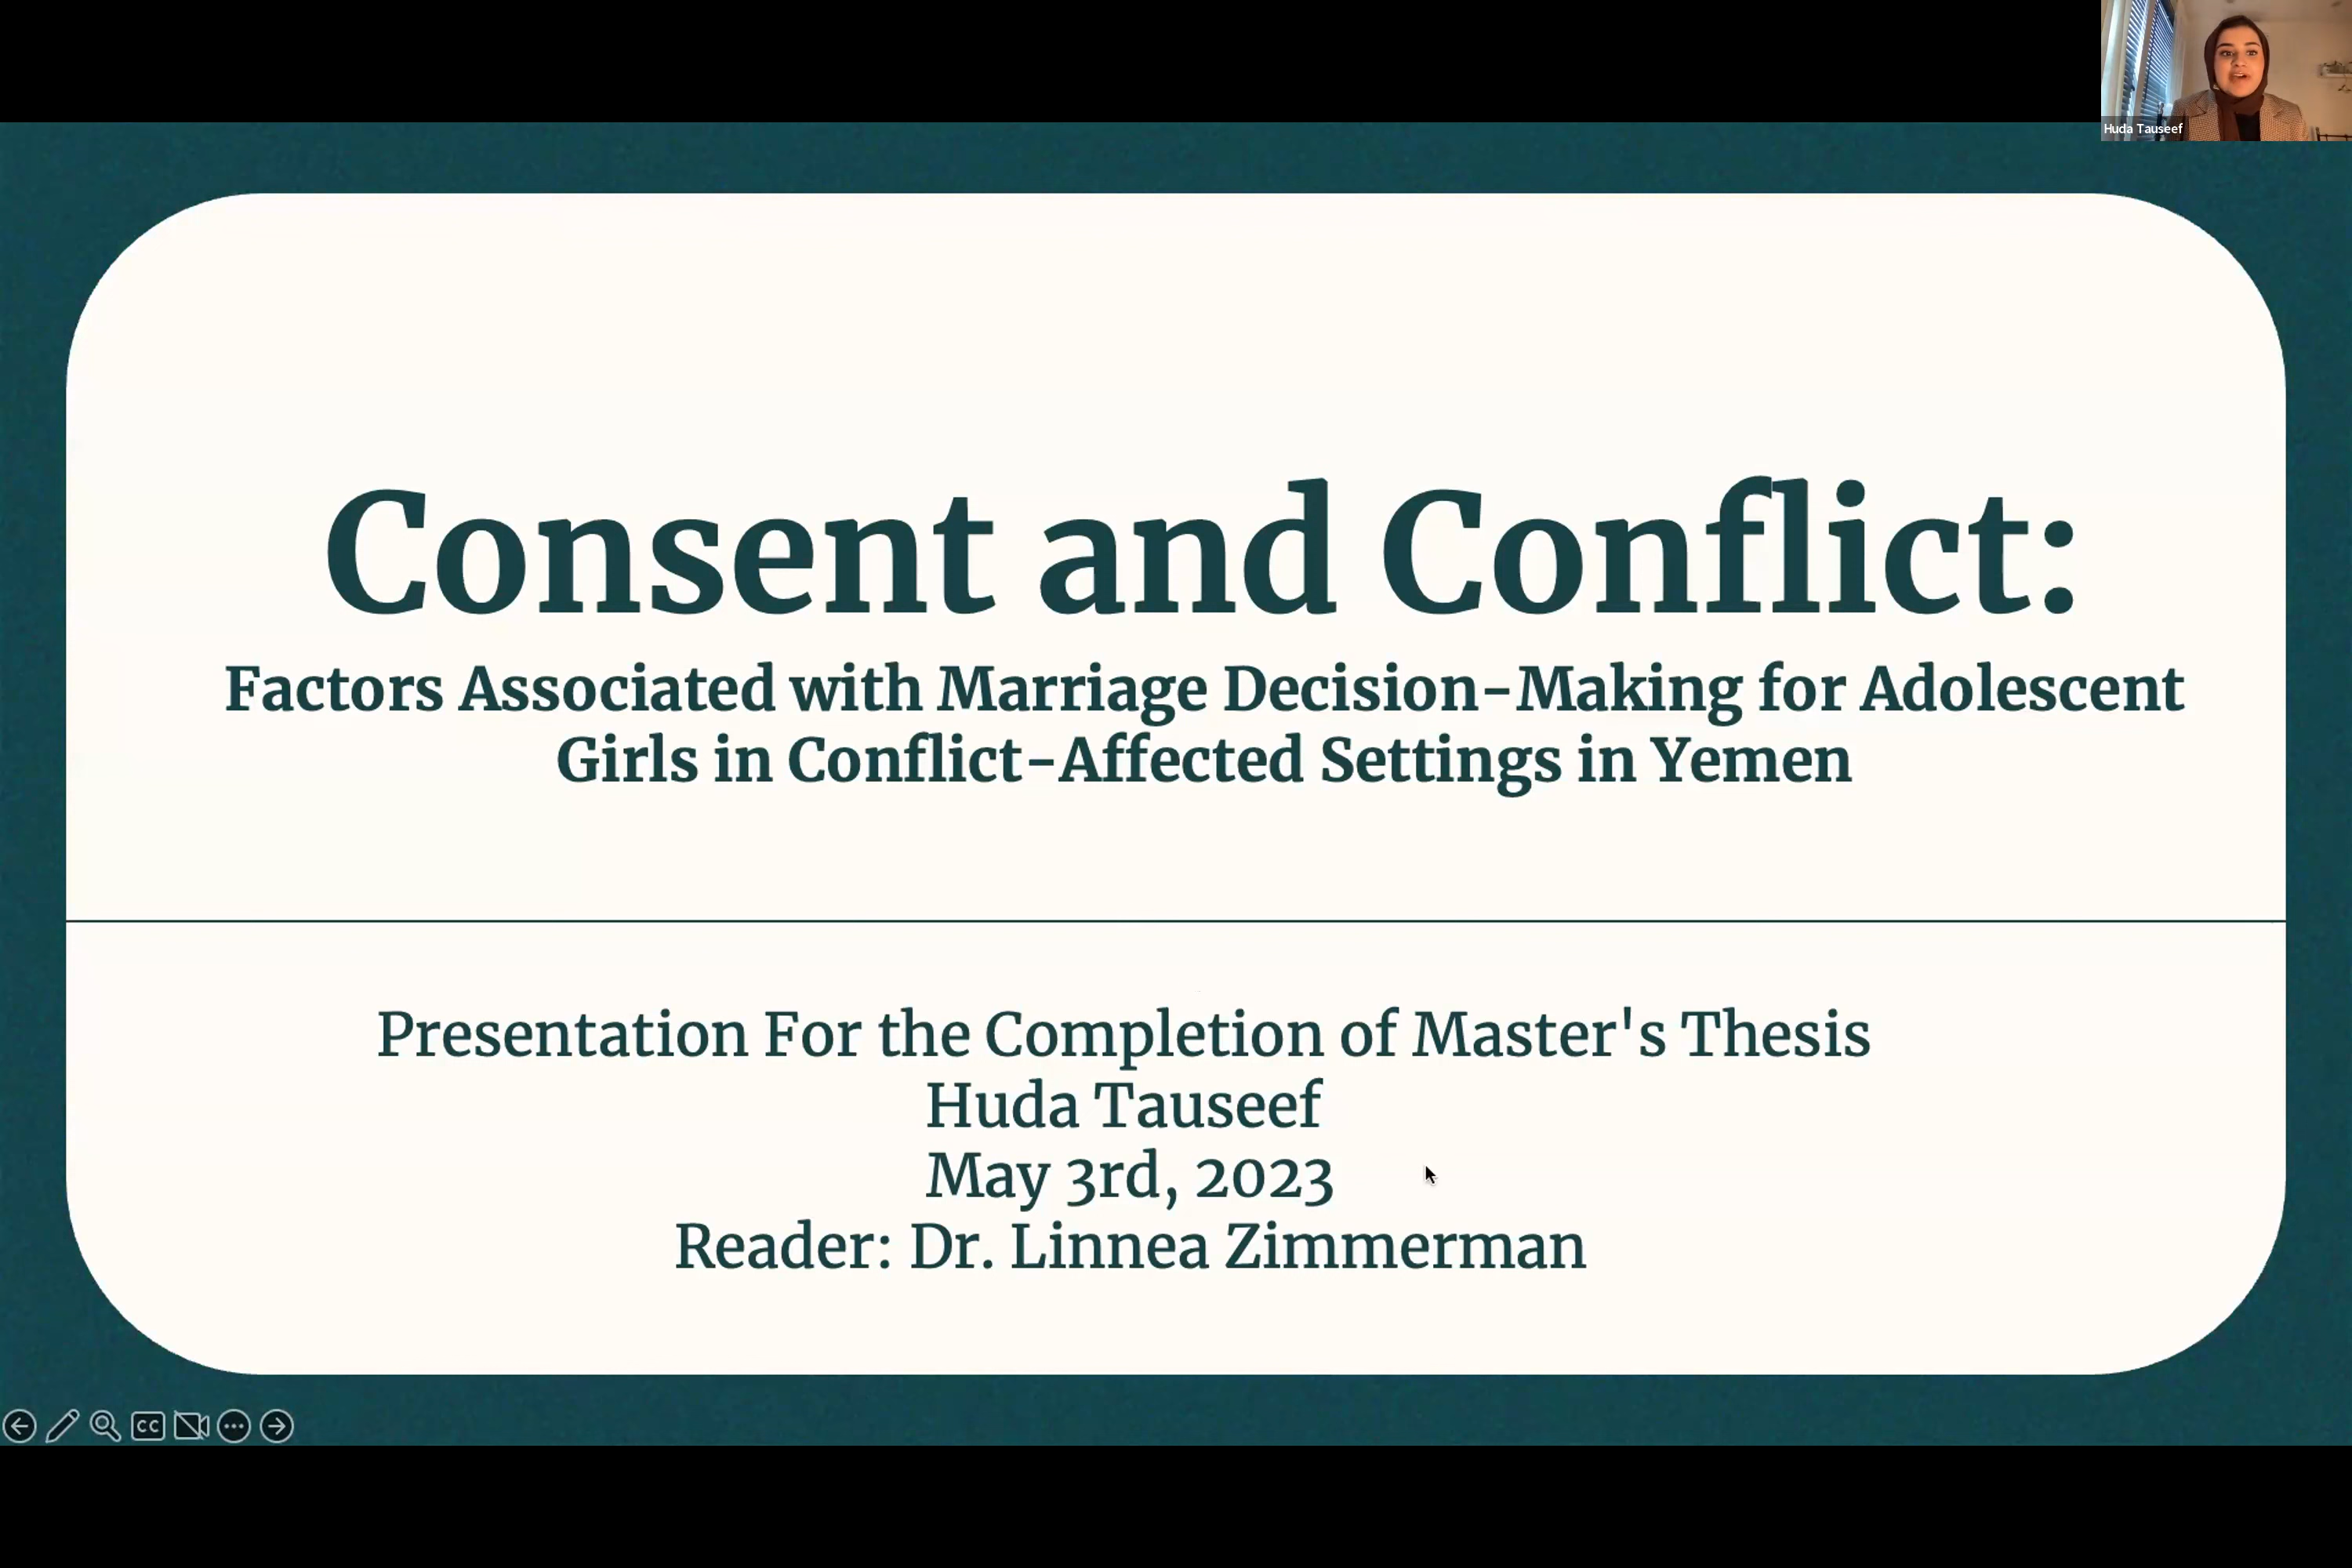 Huda Tauseef
Consent and Conflict:
Factors Associated with Marriage Decision-Making for Adolescent
Girls in Conflict-Affected Settings in Yemen
Presentation For the Completion of Master's Thesis
Huda Tauseef
May 3rd, 2023
Reader: Dr. Linnea Zimmerman
CC